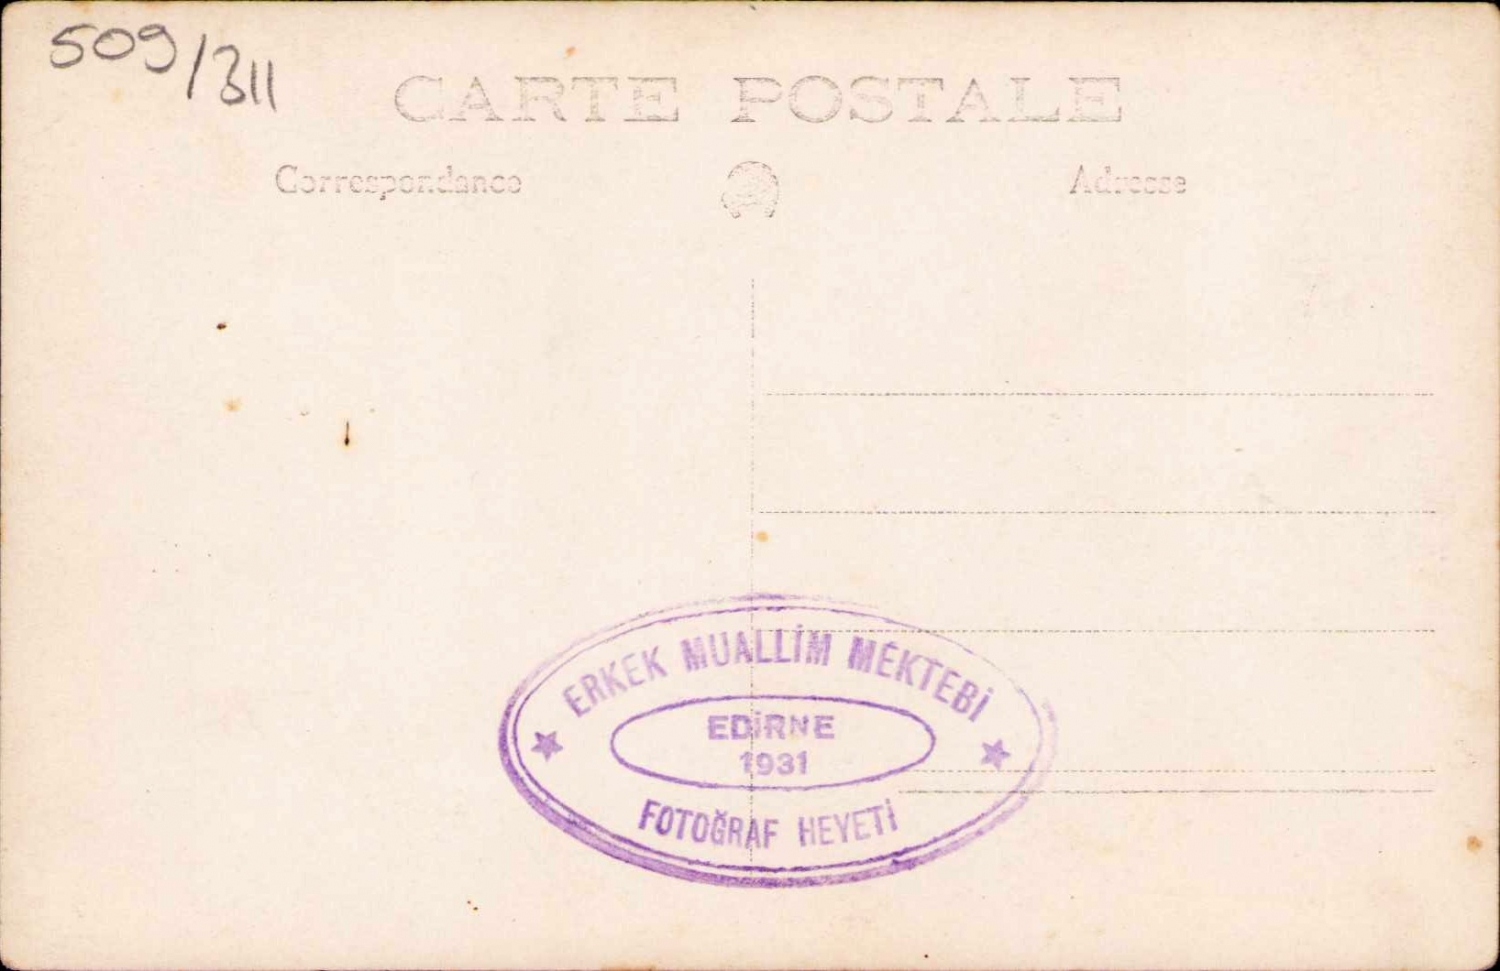 509/311
CARTE POSTALE
Correspondance
Adresse
ERKEK MUALLİM MEKTEBİ
EDİRNE
1931
FOTOĞRAF HEYETİ